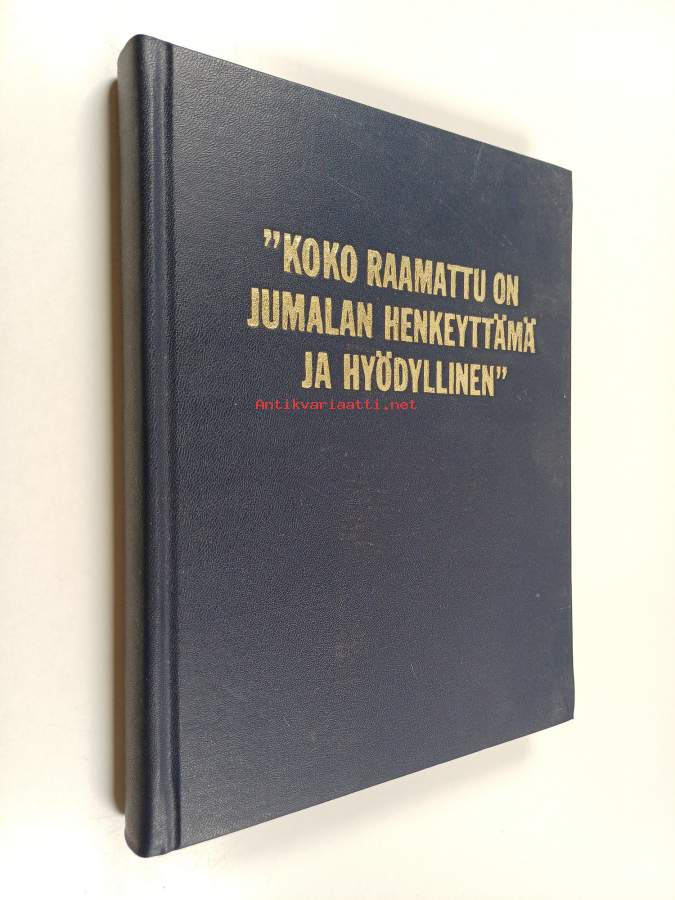 ”KOKO RAAMATTU ON
JUMALAN HENKEYTTÄMÄ
JA HYÖDYLLINEN”
Antikvariaatti.net